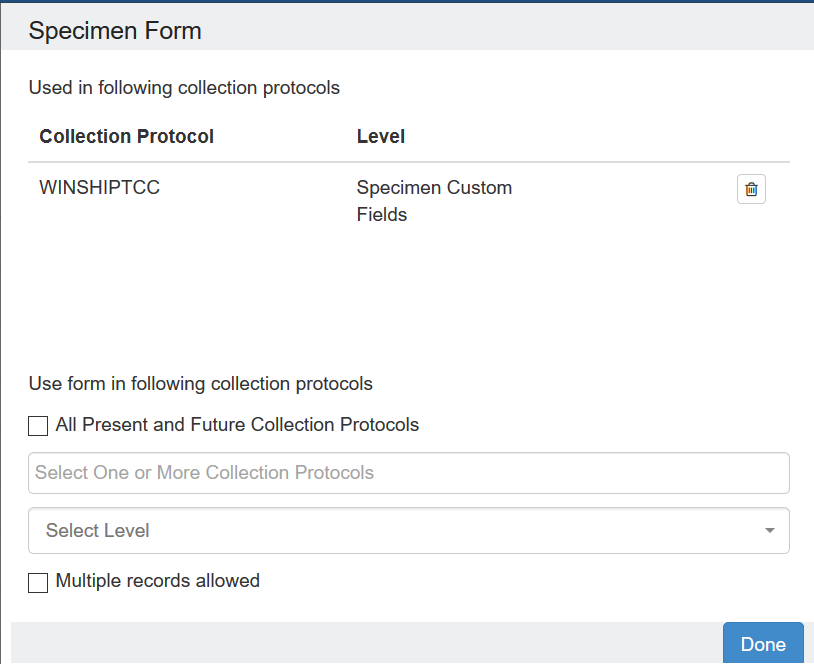 Specimen Form
Used in following collection protocols
Collection Protocol Level
WINSHIPTCC Specimen Custom
Fields
Use form in following collection protocols
All Present and Future Collection Protocols
Select One or More Collection Protocols
Select Level
Multiple records allowed
Done